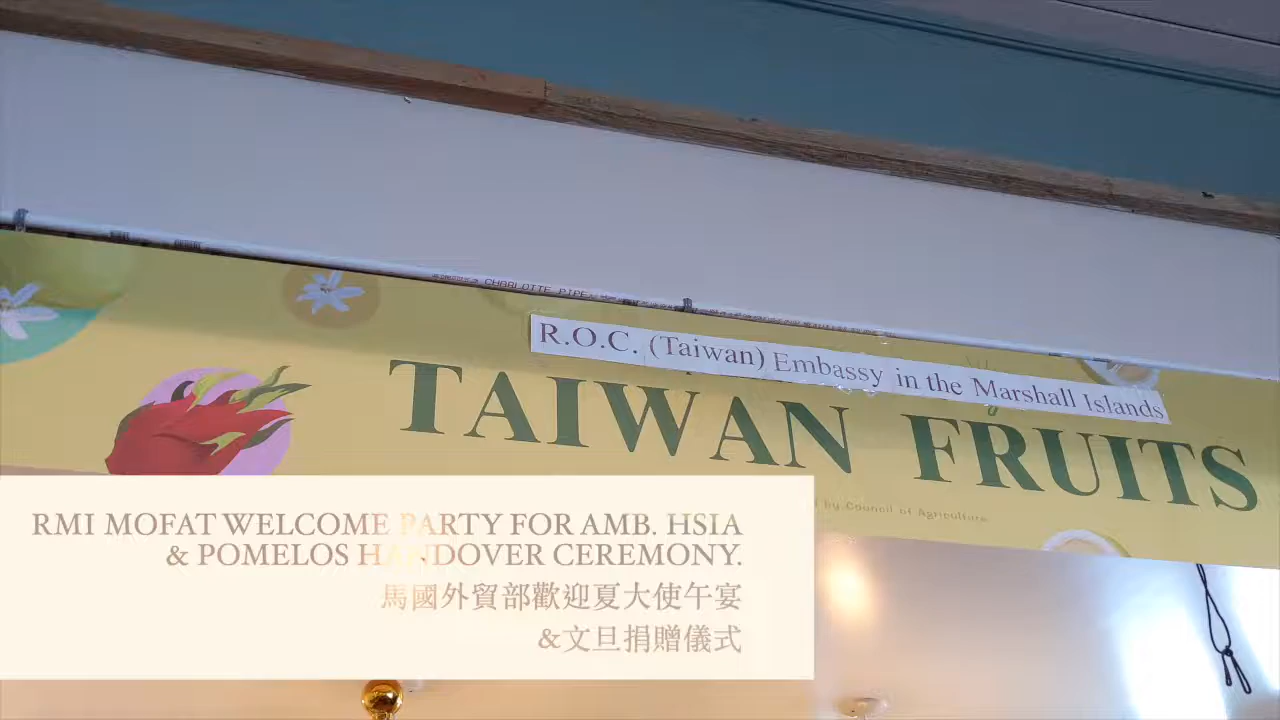 CHARLOTTE PIPE
R.O.C. (Taiwan) Embassy in the Marshall Islands
TAIWAN FRUITS
by Council of Agriculture
RMI MOFAT WELCOME PARTY FOR AMB. HSIA
& POMELOS HANDOVER CEREMONY.
馬國外貿部歡迎夏大使午宴
&文旦捐贈儀式